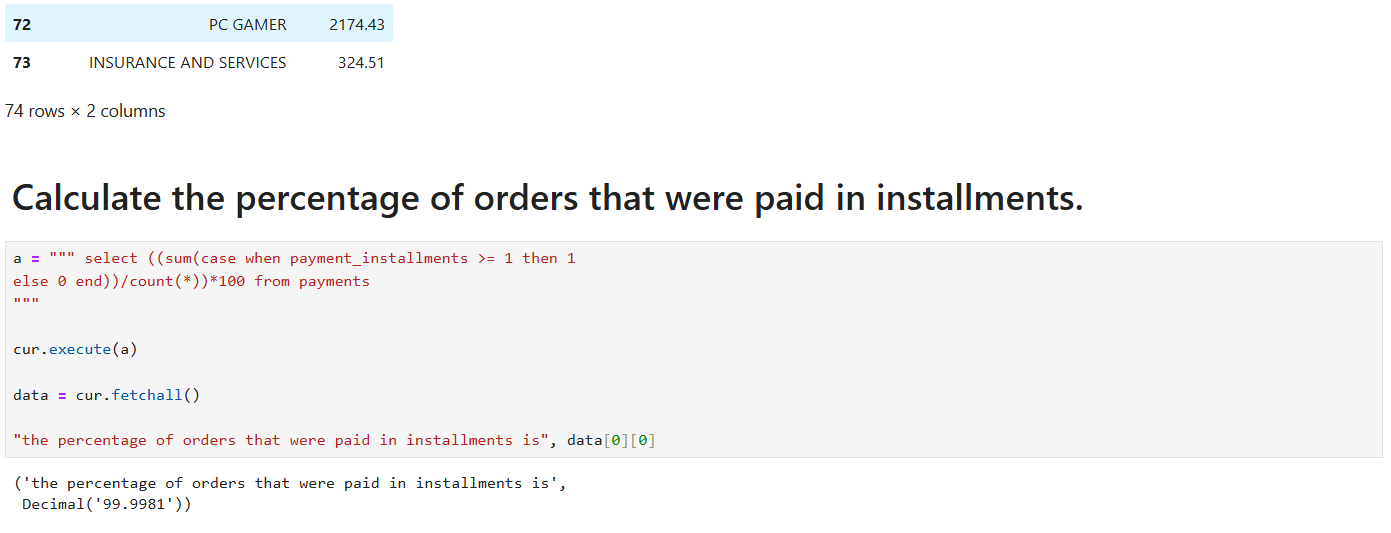 72 PC GAMER 2174.43
73 INSURANCE AND SERVICES 324.51
74 rows × 2 columns
Calculate the percentage of orders that were paid in installments.
a = """ select ((sum(case when payment_installments >= 1 then 1
else 0 end))/count(*))*100 from payments
"""
cur.execute(a)
data = cur.fetchall()
"the percentage of orders that were paid in installments is", data[0][0]
('the percentage of orders that were paid in installments is',
 Decimal('99.9981'))